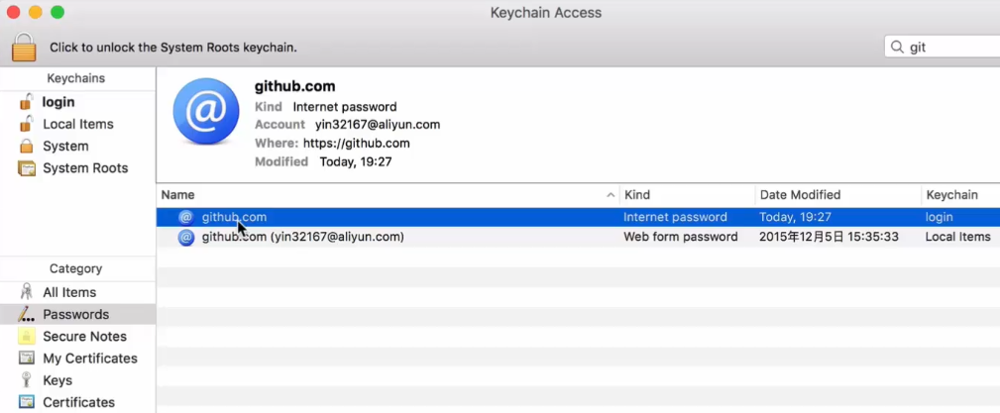 Keychain Access
Click to unlock the System Roots keychain.
git
Keychains
login
Local Items
System
System Roots
github.com
Kind Internet password
Account yin32167@aliyun.com
Where: https://github.com
Modified Today, 19:27
Name Kind Date Modified Keychain
github.com Internet password Today, 19:27 login
github.com (yin32167@aliyun.com) Web form password 2015年12月5日 15:35:33 Local Items
Category
All Items
Passwords
Secure Notes
My Certificates
Keys
Certificates